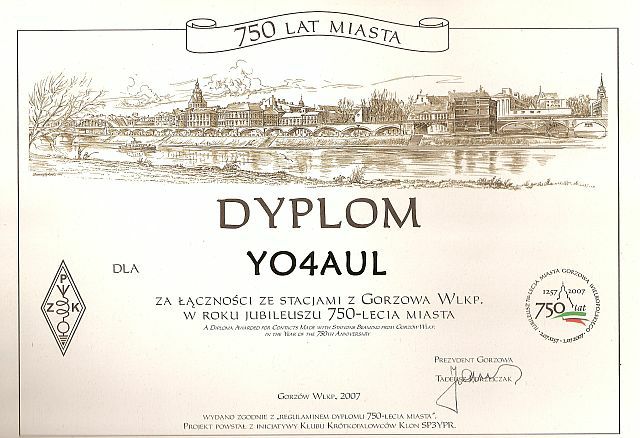 750 LAT MIASTA
DYPLOM
DLA YO4AUL
PZK
ZA ŁĄCZNOŚCI ZE STACJAMI Z GORZOWA WLKP.
W ROKU JUBILEUSZU 750-LECIA MIASTA
A DIPLOMA AWARDED FOR CONTACTS MADE WITH STATIONS FROM GORZÓW WLKP.
IN THE YEAR OF THE 750TH ANNIVERSARY
1257 2007
750 lat
PREZYDENT GORZOWA
TADEUSZ
GORZÓW WLKP., 2007
WYDANO ZGODNIE Z „REGULAMINEM DYPLOMU 750-LECIA MIASTA".
PROJEKT POWSTAŁ Z INICJATYWY KLUBU KRÓTKOFALOWCÓW KLON SP3YPR.